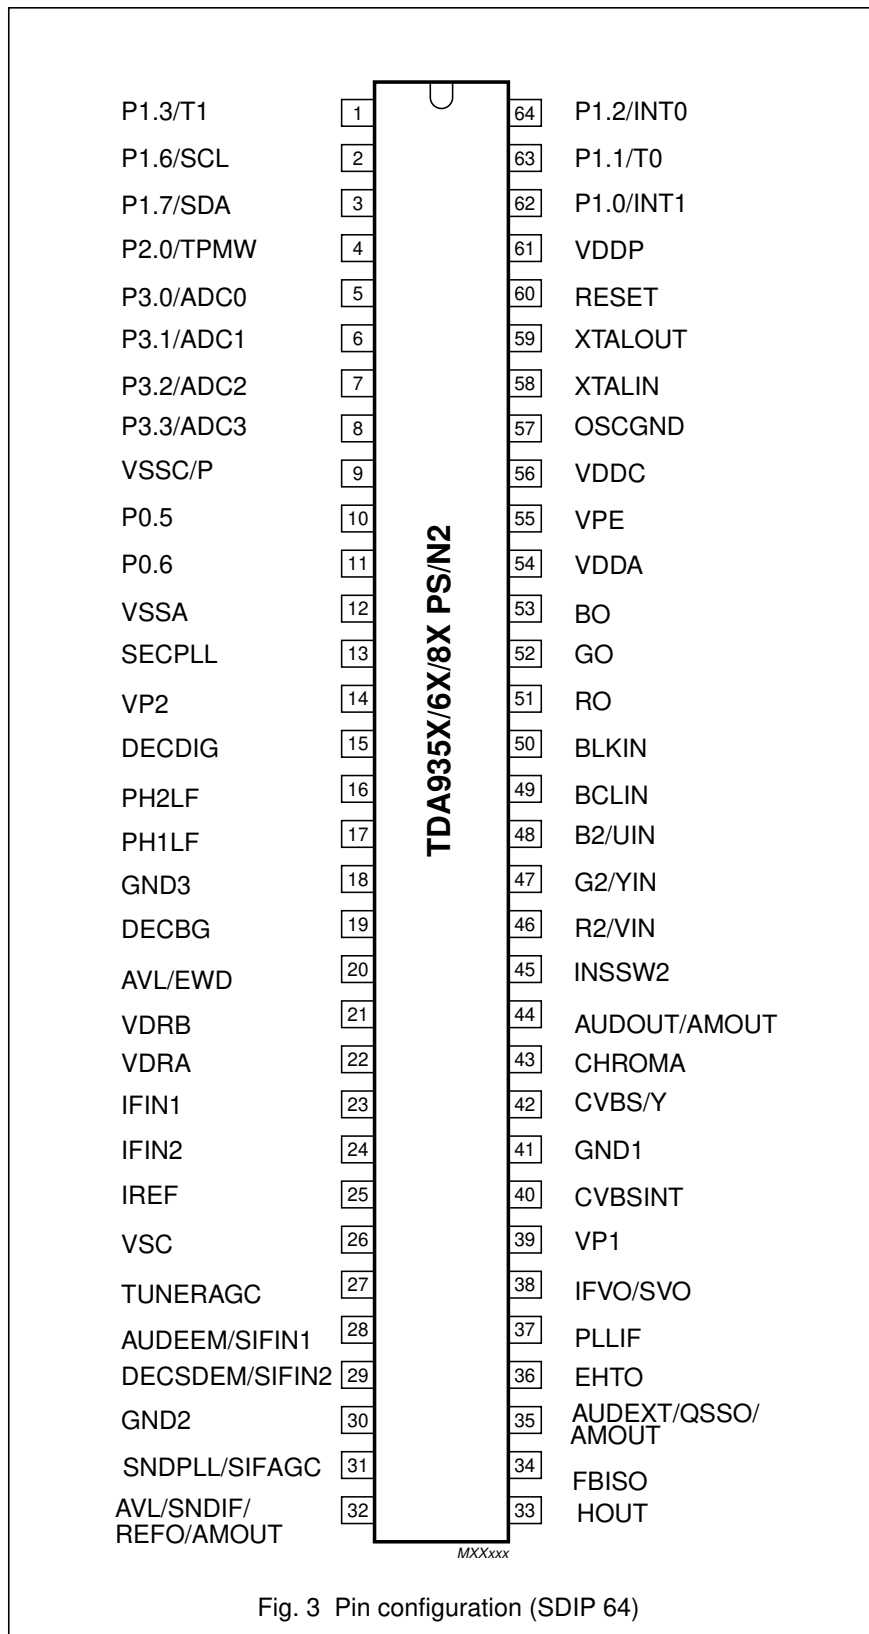 P1.3/T1 1 64 P1.2/INT0
P1.6/SCL 2 63 P1.1/T0
P1.7/SDA 3 62 P1.0/INT1
P2.0/TPMW 4 61 VDDP
P3.0/ADC0 5 60 RESET
P3.1/ADC1 6 59 XTALOUT
P3.2/ADC2 7 58 XTALIN
P3.3/ADC3 8 57 OSCGND
VSSC/P 9 56 VDDC
P0.5 10 55 VPE
P0.6 11 54 VDDA
VSSA 12 53 BO
SECPLL 13 52 GO
VP2 14 51 RO
DECDIG 15 50 BLKIN
PH2LF 16 49 BCLIN
PH1LF 17 48 B2/UIN
GND3 18 47 G2/YIN
DECBG 19 46 R2/VIN
AVL/EWD 20 45 INSSW2
VDRB 21 44 AUDOUT/AMOUT
VDRA 22 43 CHROMA
IFIN1 23 42 CVBS/Y
IFIN2 24 41 GND1
IREF 25 40 CVBSINT
VSC 26 39 VP1
TUNERAGC 27 38 IFVO/SVO
AUDEEM/SIFIN1 28 37 PLLIF
DECSDEM/SIFIN2 29 36 EHTO
GND2 30 35 AUDEXT/QSSO/
AMOUT
SNDPLL/SIFAGC 31 34 FBISO
AVL/SNDIF/ 32 33 HOUT
REFO/AMOUT
TDA935X/6X/8X PS/N2
MXXxxx
Fig. 3 Pin configuration (SDIP 64)